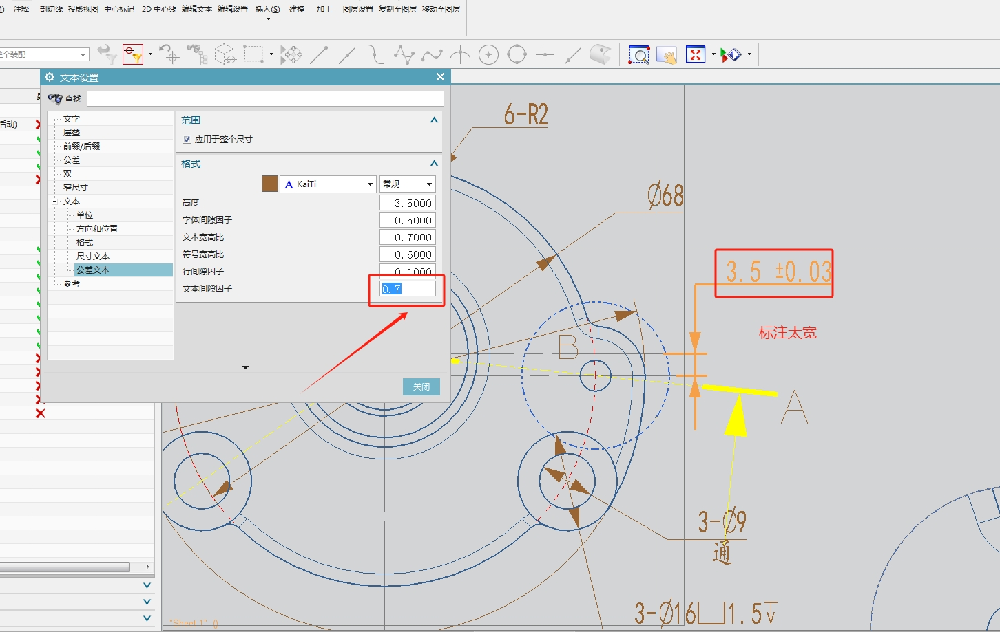 注释 剖切线 投影视图 中心标记 2D 中心线 编辑文本 编辑设置 插入(S) 建模 加工 图层设置 复制至图层 移动至图层
个装配
文本设置
查找
活动)
文字
层叠
前缀/后缀
公差
双
窄尺寸
文本
单位
方向和位置
格式
尺寸文本
公差文本
参考
范围
应用于整个尺寸
格式
A KaiTi 常规
高度 3.5000
字体间隙因子 0.5000
文本宽高比 0.7000
符号宽高比 0.6000
行间隙因子 0.1000
文本间隙因子 0.7
关闭
6-R2
Ø68
3.5 ±0.03
标注太宽
B
A
3-Ø9
通
3-Ø16⌴1.5↧
"Sheet 1" ()